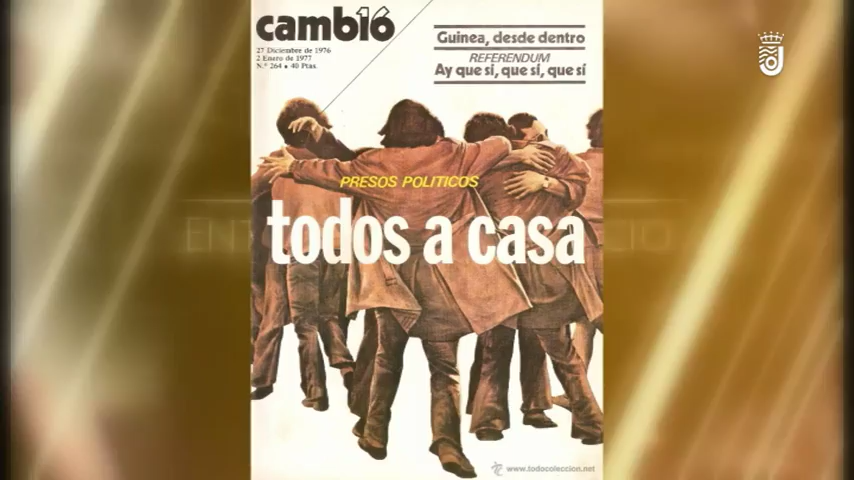 camb16
27 Diciembre de 1976
2 Enero de 1977
N.º 264 • 40 Ptas.
Guinea, desde dentro
REFERENDUM
Ay que sí, que sí, que sí
PRESOS POLITICOS
todos a casa
www.todocoleccion.net